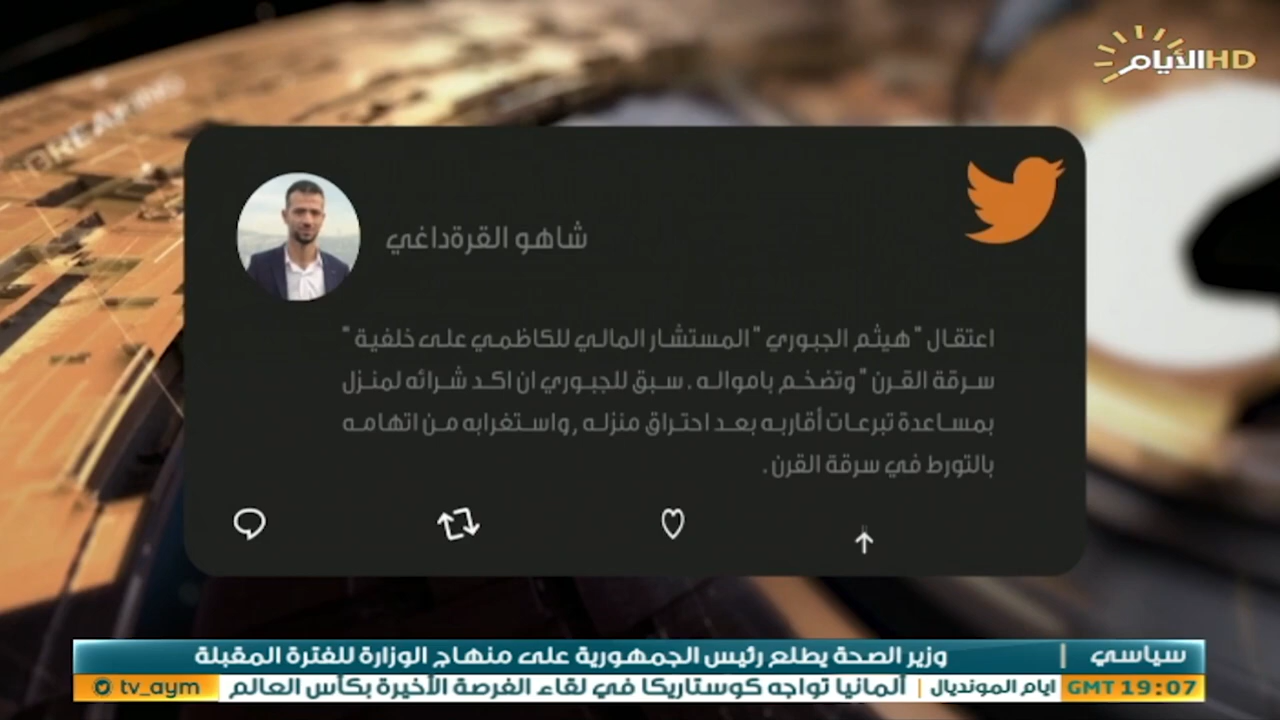 الأيام HD
BREAKING
شاهو القرةداغي
اعتقال "هيثم الجبوري" المستشار المالي للكاظمي على خلفية "
سرقة القرن" وتضخم بامواله . سبق للجبوري ان اكد شرائه لمنزل
بمساعدة تبرعات أقاربه بعد احتراق منزله ,واستغرابه من اتهامه
بالتورط في سرقة القرن .
سياسي | وزير الصحة يطلع رئيس الجمهورية على منهاج الوزارة للفترة المقبلة
GMT 19:07 ايام المونديال | ألمانيا تواجه كوستاريكا في لقاء الفرصة الأخيرة بكأس العالم tv_aym